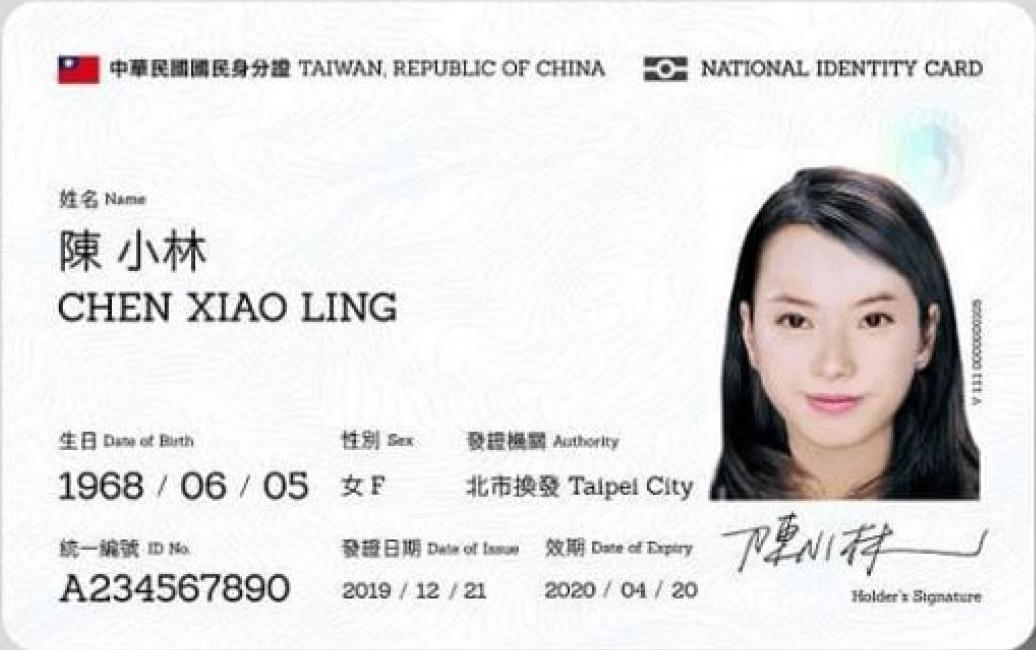 中華民國國民身分證 TAIWAN, REPUBLIC OF CHINA NATIONAL IDENTITY CARD
姓名 Name
陳 小林
CHEN XIAO LING
生日 Date of Birth 性別 Sex 發證機關 Authority
1968 / 06 / 05 女 F 北市換發 Taipei City
統一編號 ID No. 發證日期 Date of Issue 效期 Date of Expiry
A234567890 2019 / 12 / 21 2020 / 04 / 20
陳小林
Holder's Signature